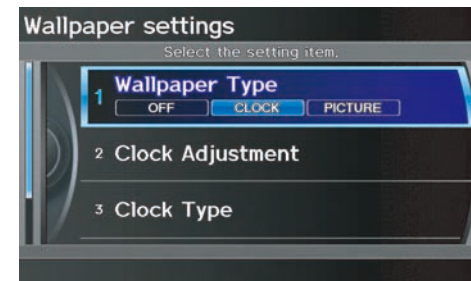 Wallpaper settings
Select the setting item.
1 Wallpaper Type
OFF CLOCK PICTURE
2 Clock Adjustment
3 Clock Type